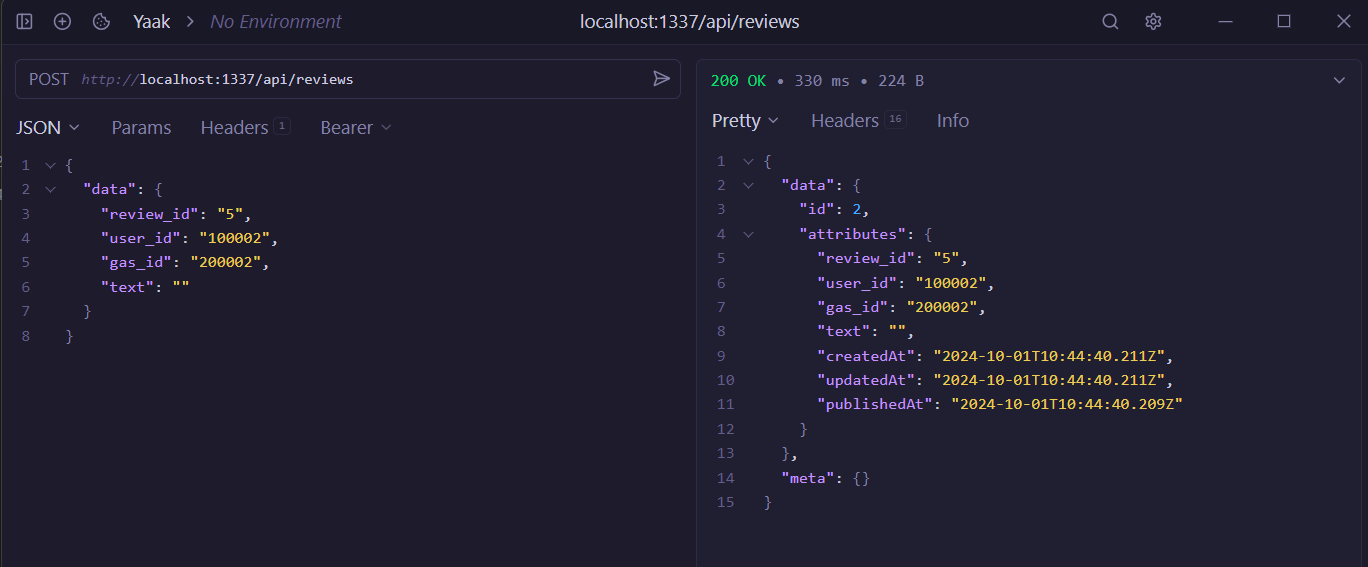 Yaak > No Environment
localhost:1337/api/reviews
POST http://localhost:1337/api/reviews
JSON Params Headers 1 Bearer
1 {
2 "data": {
3 "review_id": "5",
4 "user_id": "100002",
5 "gas_id": "200002",
6 "text": ""
7 }
8 }
200 OK • 330 ms • 224 B
Pretty Headers 16 Info
1 {
2 "data": {
3 "id": 2,
4 "attributes": {
5 "review_id": "5",
6 "user_id": "100002",
7 "gas_id": "200002",
8 "text": "",
9 "createdAt": "2024-10-01T10:44:40.211Z",
10 "updatedAt": "2024-10-01T10:44:40.211Z",
11 "publishedAt": "2024-10-01T10:44:40.209Z"
12 }
13 },
14 "meta": {}
15 }